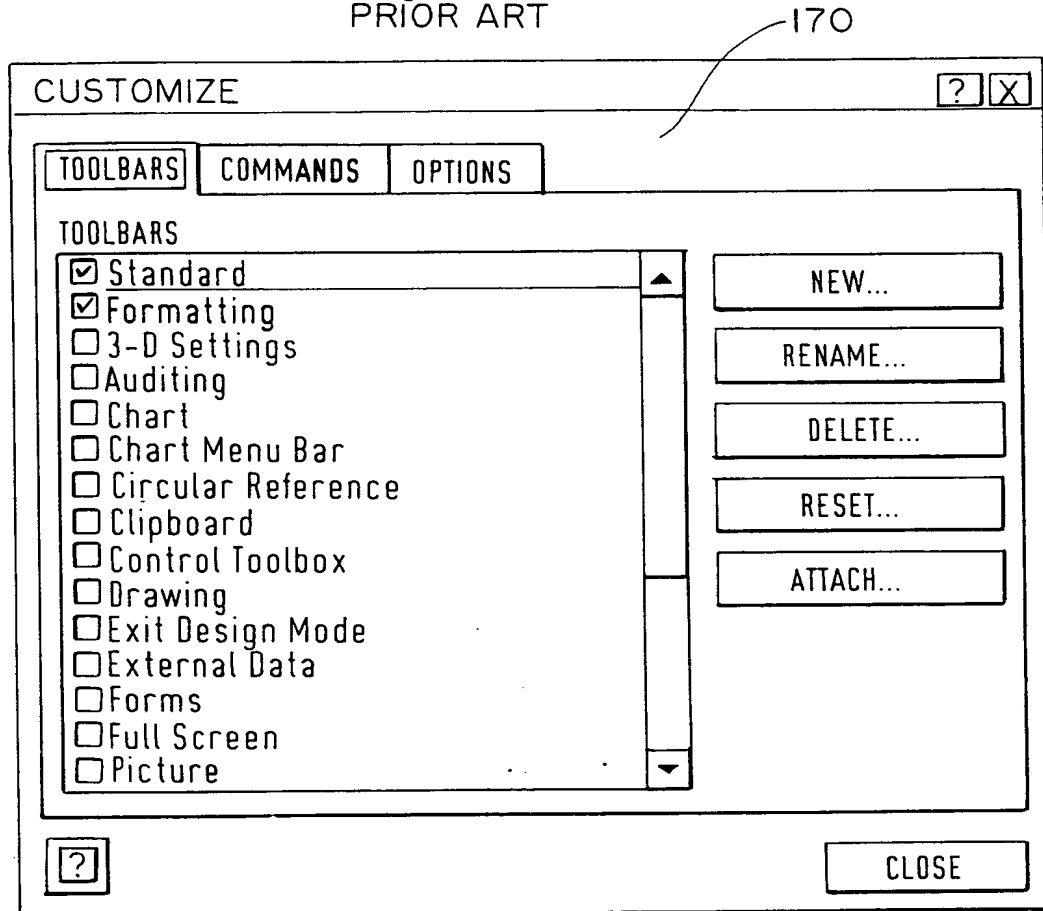 PRIOR ART
170
CUSTOMIZE
? X
TOOLBARS COMMANDS OPTIONS
TOOLBARS
Standard
Formatting
3-D Settings
Auditing
Chart
Chart Menu Bar
Circular Reference
Clipboard
Control Toolbox
Drawing
Exit Design Mode
External Data
Forms
Full Screen
Picture
NEW...
RENAME...
DELETE...
RESET...
ATTACH...
?
CLOSE